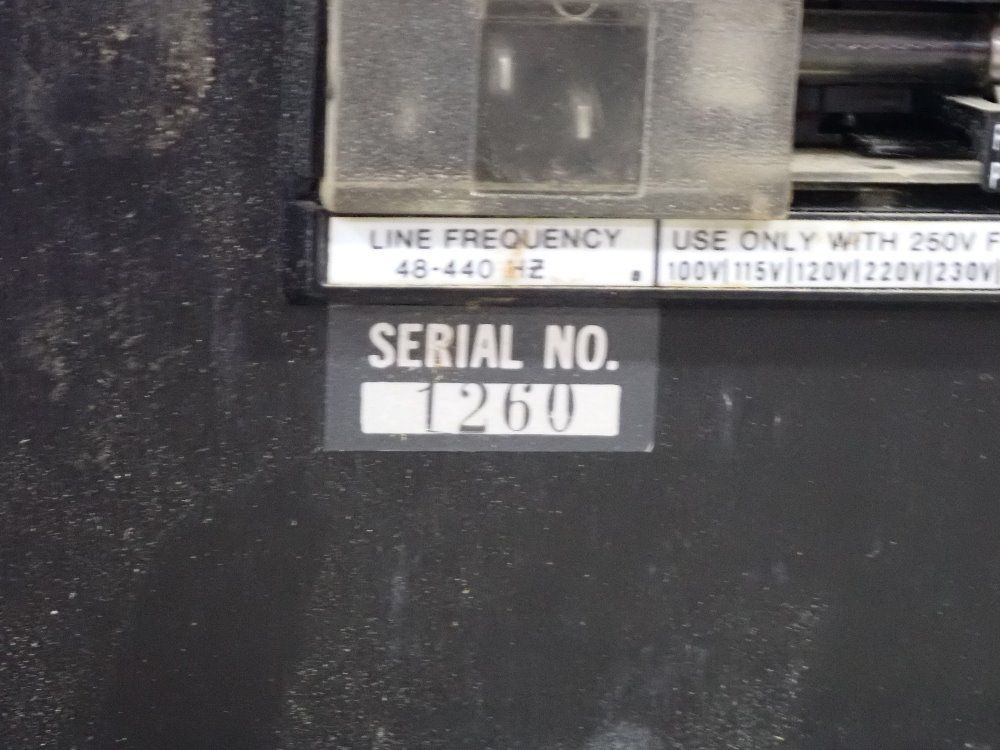 LINE FREQUENCY
48-440 HZ
USE ONLY WITH 250V F
100V|115V|120V|220V|230V|
SERIAL NO.
1260